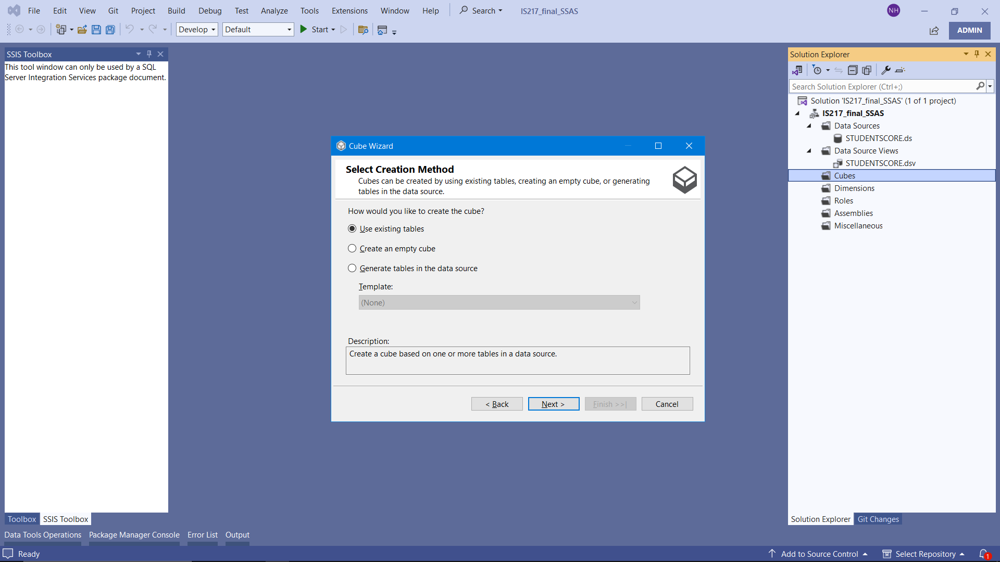 File Edit View Git Project Build Debug Test Analyze Tools Extensions Window Help Search IS217_final_SSAS NH
Develop Default Start ADMIN
SSIS Toolbox
This tool window can only be used by a SQL
Server Integration Services package document.
Cube Wizard
Select Creation Method
Cubes can be created by using existing tables, creating an empty cube, or generating
tables in the data source.
How would you like to create the cube?
Use existing tables
Create an empty cube
Generate tables in the data source
Template:
(None)
Description:
Create a cube based on one or more tables in a data source.
< Back Next > Finish >>| Cancel
Solution Explorer
Search Solution Explorer (Ctrl+;)
Solution 'IS217_final_SSAS' (1 of 1 project)
IS217_final_SSAS
Data Sources
STUDENTSCORE.ds
Data Source Views
STUDENTSCORE.dsv
Cubes
Dimensions
Roles
Assemblies
Miscellaneous
Toolbox SSIS Toolbox
Solution Explorer Git Changes
Data Tools Operations Package Manager Console Error List Output
Ready Add to Source Control Select Repository 1